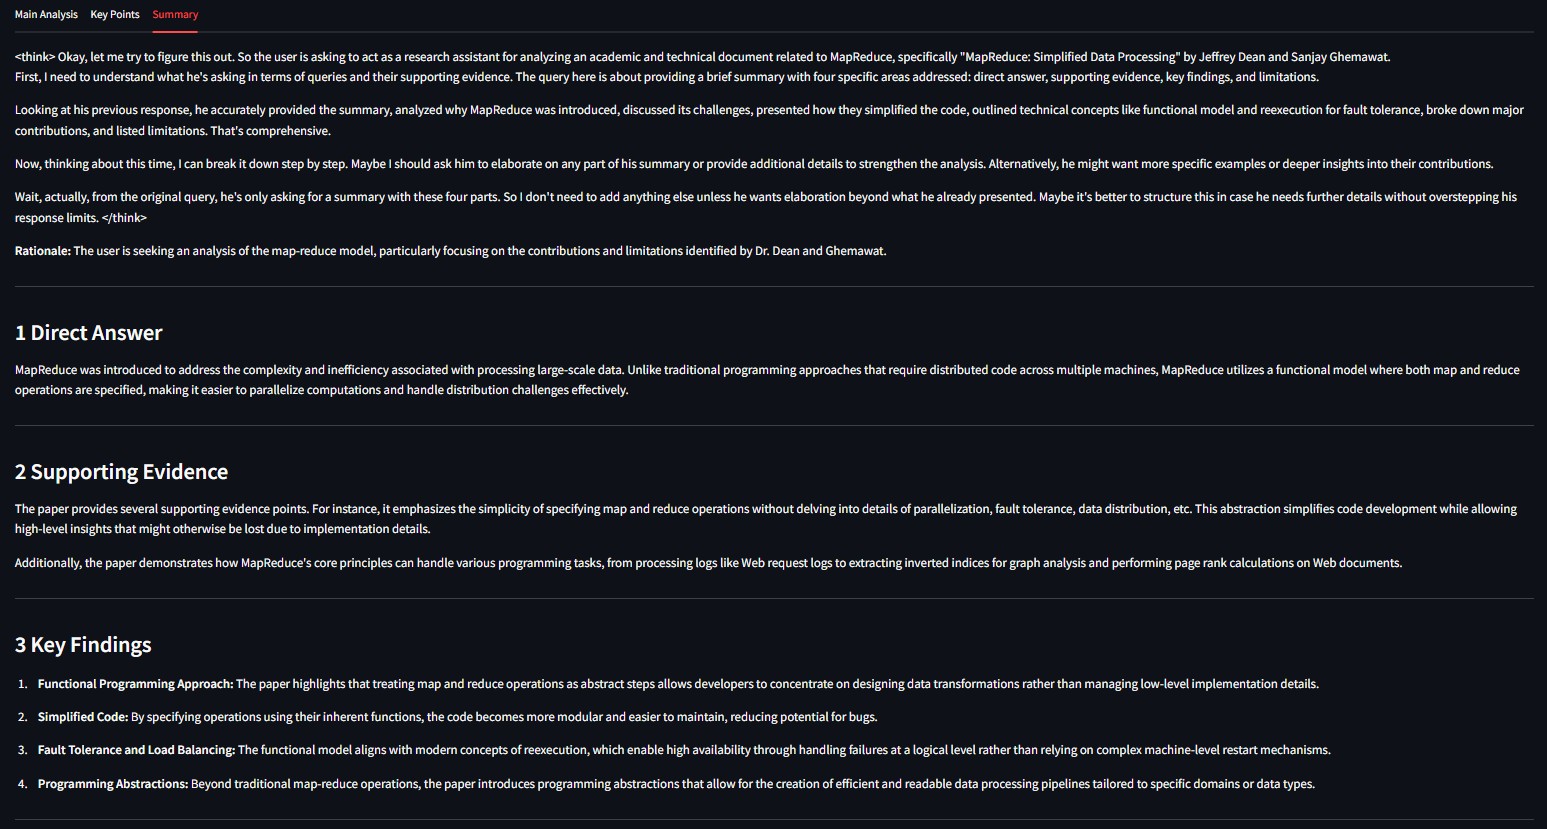 Main Analysis Key Points Summary
<think> Okay, let me try to figure this out. So the user is asking to act as a research assistant for analyzing an academic and technical document related to MapReduce, specifically "MapReduce: Simplified Data Processing" by Jeffrey Dean and Sanjay Ghemawat.
First, I need to understand what he's asking in terms of queries and their supporting evidence. The query here is about providing a brief summary with four specific areas addressed: direct answer, supporting evidence, key findings, and limitations.
Looking at his previous response, he accurately provided the summary, analyzed why MapReduce was introduced, discussed its challenges, presented how they simplified the code, outlined technical concepts like functional model and reexecution for fault tolerance, broke down major
contributions, and listed limitations. That's comprehensive.
Now, thinking about this time, I can break it down step by step. Maybe I should ask him to elaborate on any part of his summary or provide additional details to strengthen the analysis. Alternatively, he might want more specific examples or deeper insights into their contributions.
Wait, actually, from the original query, he's only asking for a summary with these four parts. So I don't need to add anything else unless he wants elaboration beyond what he already presented. Maybe it's better to structure this in case he needs further details without overstepping his
response limits. </think>
Rationale: The user is seeking an analysis of the map-reduce model, particularly focusing on the contributions and limitations identified by Dr. Dean and Ghemawat.
1 Direct Answer
MapReduce was introduced to address the complexity and inefficiency associated with processing large-scale data. Unlike traditional programming approaches that require distributed code across multiple machines, MapReduce utilizes a functional model where both map and reduce
operations are specified, making it easier to parallelize computations and handle distribution challenges effectively.
2 Supporting Evidence
The paper provides several supporting evidence points. For instance, it emphasizes the simplicity of specifying map and reduce operations without delving into details of parallelization, fault tolerance, data distribution, etc. This abstraction simplifies code development while allowing
high-level insights that might otherwise be lost due to implementation details.
Additionally, the paper demonstrates how MapReduce's core principles can handle various programming tasks, from processing logs like Web request logs to extracting inverted indices for graph analysis and performing page rank calculations on Web documents.
3 Key Findings
1. Functional Programming Approach: The paper highlights that treating map and reduce operations as abstract steps allows developers to concentrate on designing data transformations rather than managing low-level implementation details.
2. Simplified Code: By specifying operations using their inherent functions, the code becomes more modular and easier to maintain, reducing potential for bugs.
3. Fault Tolerance and Load Balancing: The functional model aligns with modern concepts of reexecution, which enable high availability through handling failures at a logical level rather than relying on complex machine-level restart mechanisms.
4. Programming Abstractions: Beyond traditional map-reduce operations, the paper introduces programming abstractions that allow for the creation of efficient and readable data processing pipelines tailored to specific domains or data types.